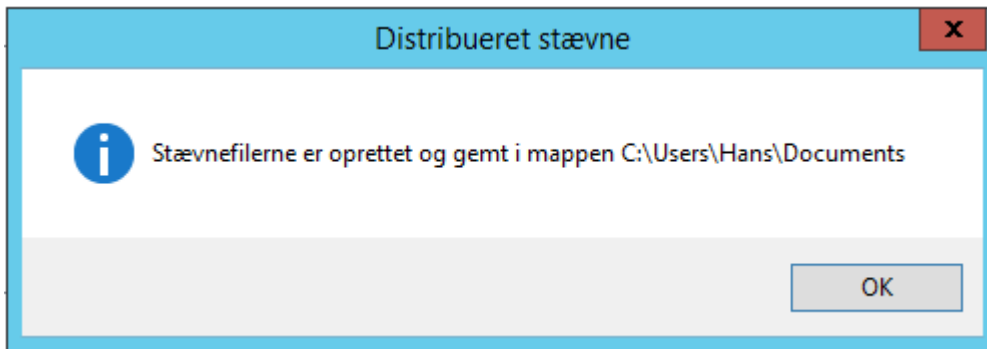 Distribueret stævne
x
Stævnefilerne er oprettet og gemt i mappen C:\Users\Hans\Documents
OK